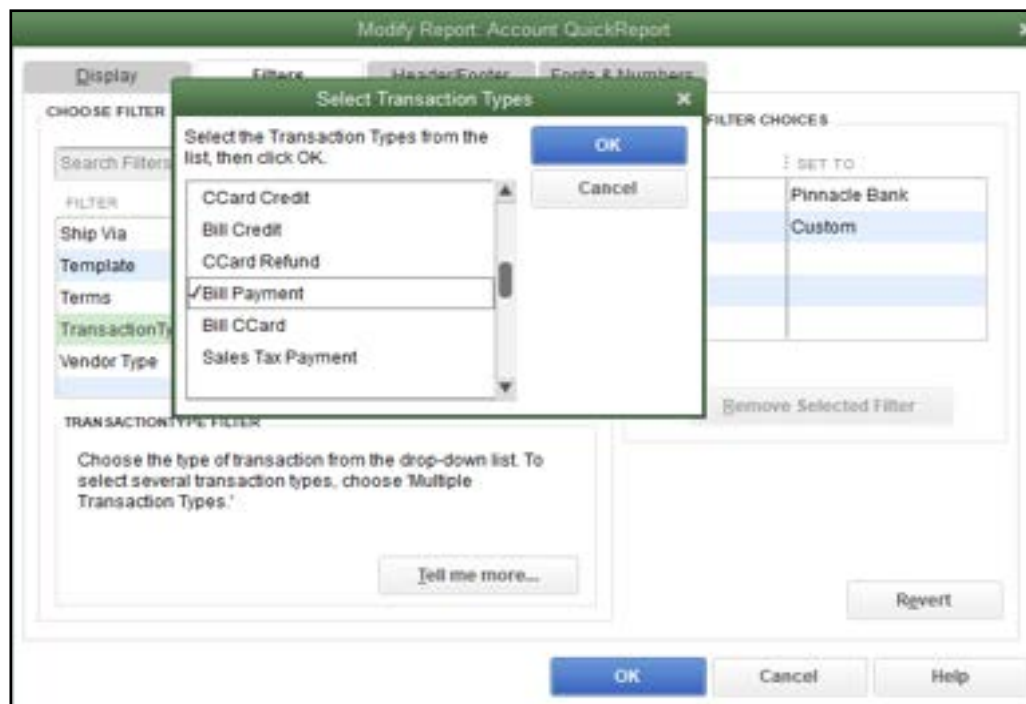 Modify Report: Account QuickReport
Display
Filters
Header/Footer
Fonts & Numbers
CHOOSE FILTER
Search Filters
FILTER
Ship Via
Template
Terms
TransactionTy
Vendor Type
Select Transaction Types
Select the Transaction Types from the
list, then click OK.
CCard Credit
Bill Credit
CCard Refund
✓Bill Payment
Bill CCard
Sales Tax Payment
OK
Cancel
FILTER CHOICES
SET TO
Pinnacle Bank
Custom
Remove Selected Filter
TRANSACTIONTYPE FILTER
Choose the type of transaction from the drop-down list. To
select several transaction types, choose 'Multiple
Transaction Types.'
Tell me more...
Revert
OK
Cancel
Help